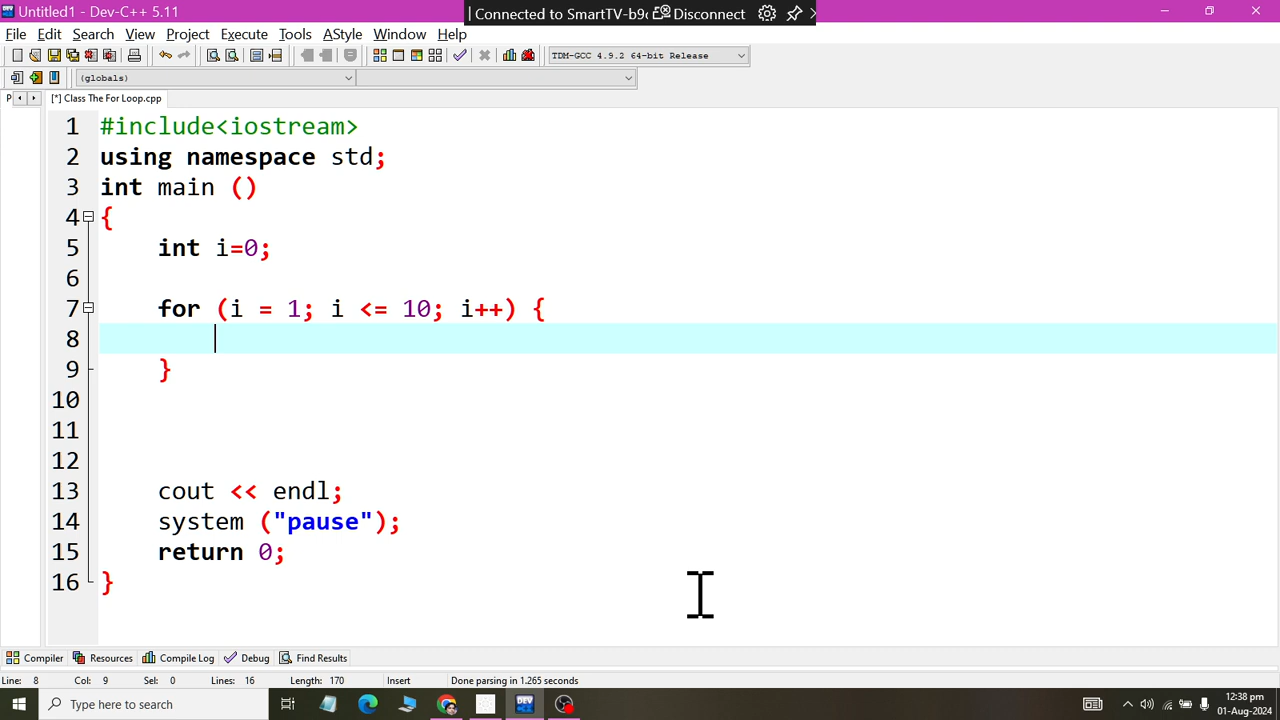 Untitled1 - Dev-C++ 5.11
Connected to SmartTV-b9 Disconnect
File Edit Search View Project Execute Tools AStyle Window Help
TDM-GCC 4.9.2 64-bit Release
(globals)
P [*] Class The For Loop.cpp
1 #include<iostream>
2 using namespace std;
3 int main ()
4 {
5 int i=0;
6
7 for (i = 1; i <= 10; i++) {
8
9 }
10
11
12
13 cout << endl;
14 system ("pause");
15 return 0;
16 }
Compiler Resources Compile Log Debug Find Results
Line: 8 Col: 9 Sel: 0 Lines: 16 Length: 170 Insert Done parsing in 1.265 seconds
Type here to search DEV 12:38 pm
01-Aug-2024